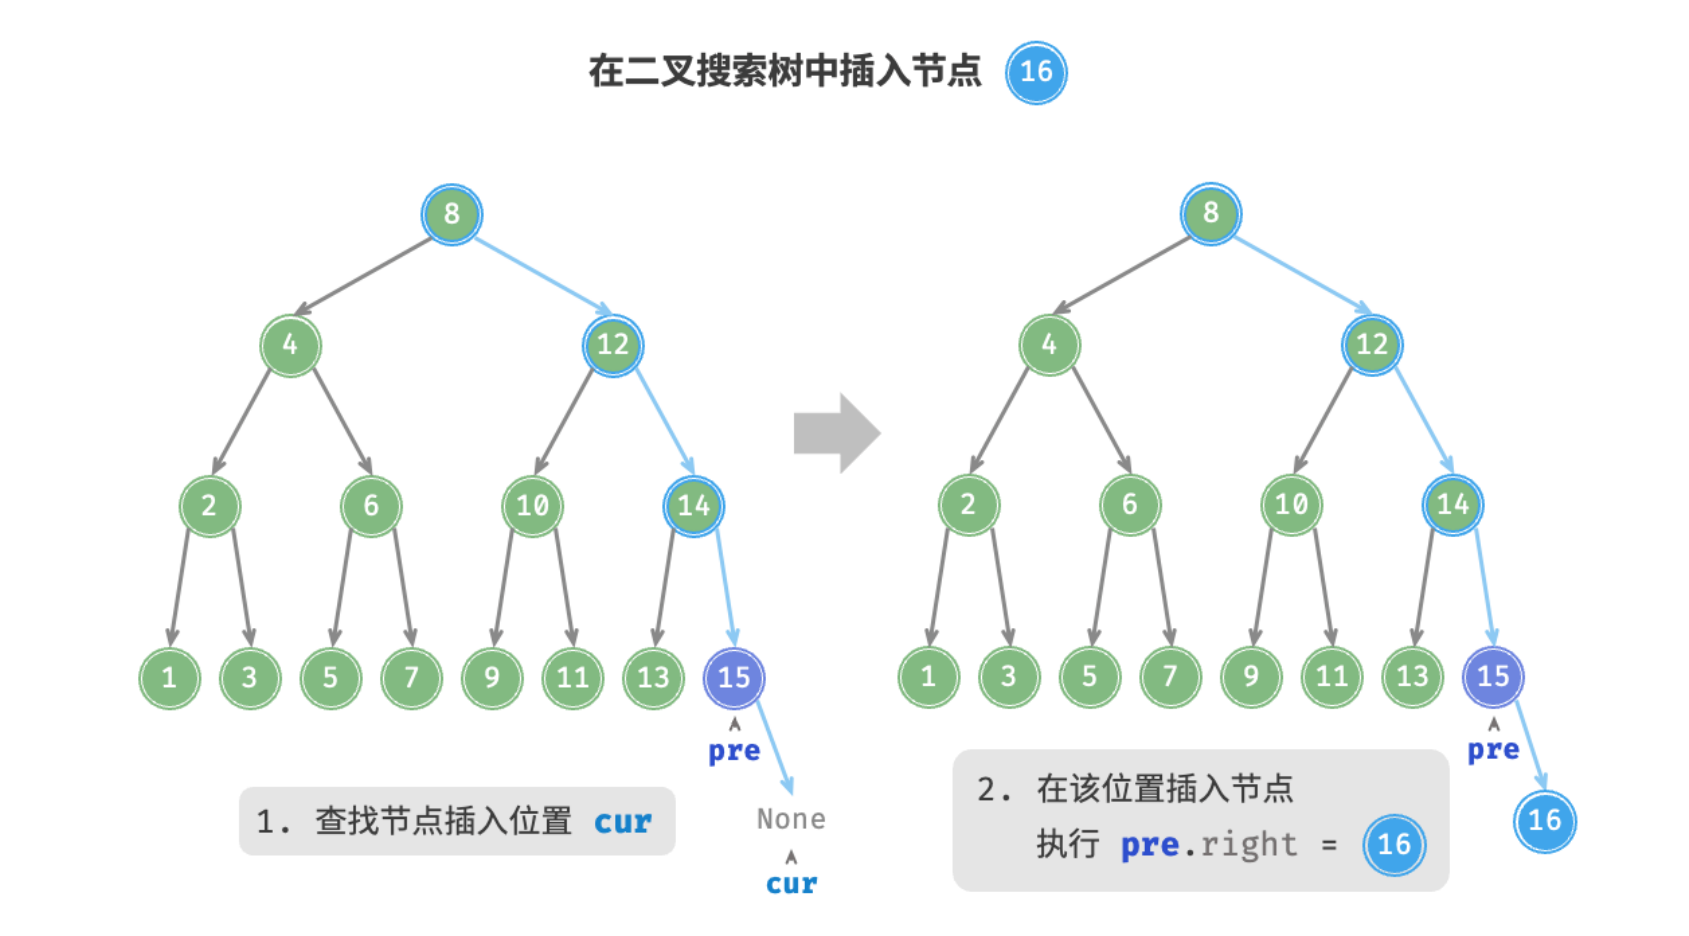 在二叉搜索树中插入节点 16
8
4 12
2 6 10 14
1 3 5 7 9 11 13 15
pre
None
cur
1. 查找节点插入位置 cur
8
4 12
2 6 10 14
1 3 5 7 9 11 13 15
pre
16
2. 在该位置插入节点
执行 pre.right = 16